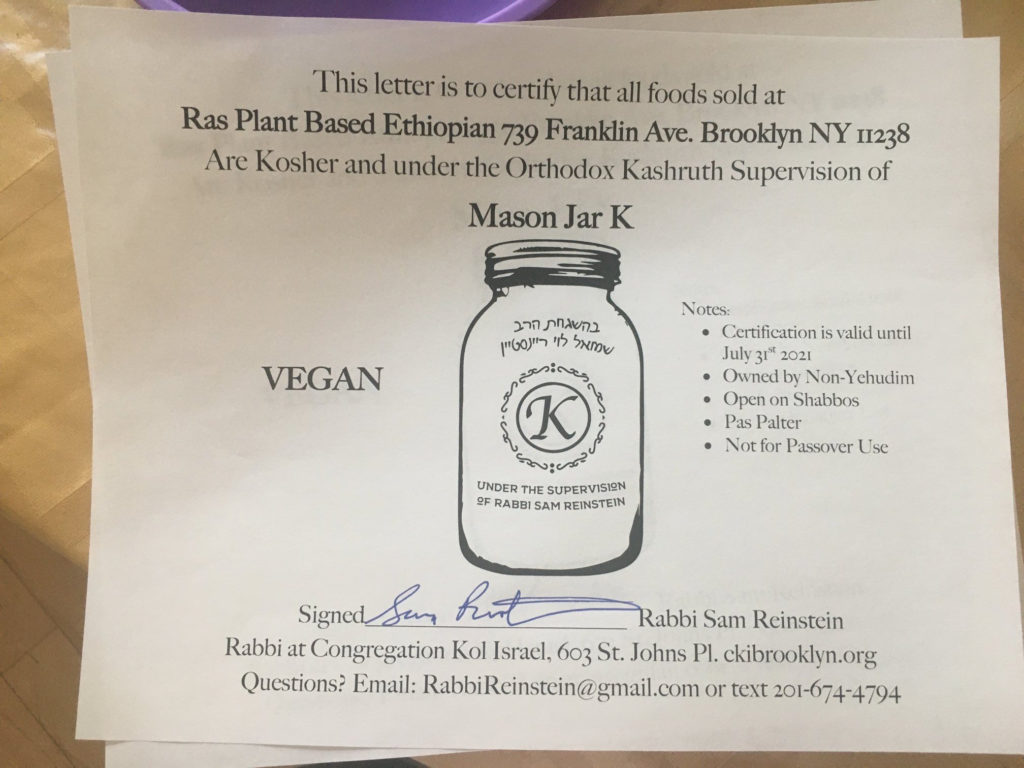 This letter is to certify that all foods sold at
Ras Plant Based Ethiopian 739 Franklin Ave. Brooklyn NY 11238
Are Kosher and under the Orthodox Kashruth Supervision of
Mason Jar K
בהשגחת הרב
שמואל לוי ריינסטיין
K
UNDER THE SUPERVISION
OF RABBI SAM REINSTEIN
VEGAN
Notes:
• Certification is valid until
July 31st 2021
• Owned by Non-Yehudim
• Open on Shabbos
• Pas Palter
• Not for Passover Use
Signed Rabbi Sam Reinstein
Rabbi at Congregation Kol Israel, 603 St. Johns Pl. ckibrooklyn.org
Questions? Email: RabbiReinstein@gmail.com or text 201-674-4794